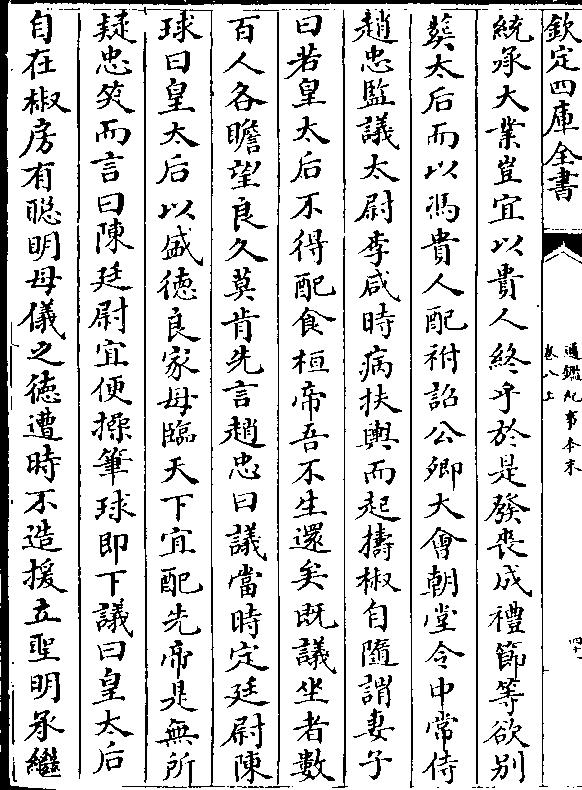 欽定四庫全書
通鑑紀事本末
卷八上
統承大業豈宜以貴人終乎於是發喪成禮節等欲别
葬太后而以馮貴人配祔詔公卿大會朝堂令中常侍
趙忠監議太尉李咸時病扶輿而起擣椒自隨謂妻子
曰若皇太后不得配食桓帝吾不生還矣既議坐者數
百人各瞻望良久莫肯先言趙忠曰議當時定廷尉陳
球曰皇太后以盛徳良家母臨天下宜配先帝是無所
疑忠笑而言曰陳廷尉宜便操筆球即下議曰皇太后
自在椒房有聪明母儀之徳遭時不造援立聖明承繼